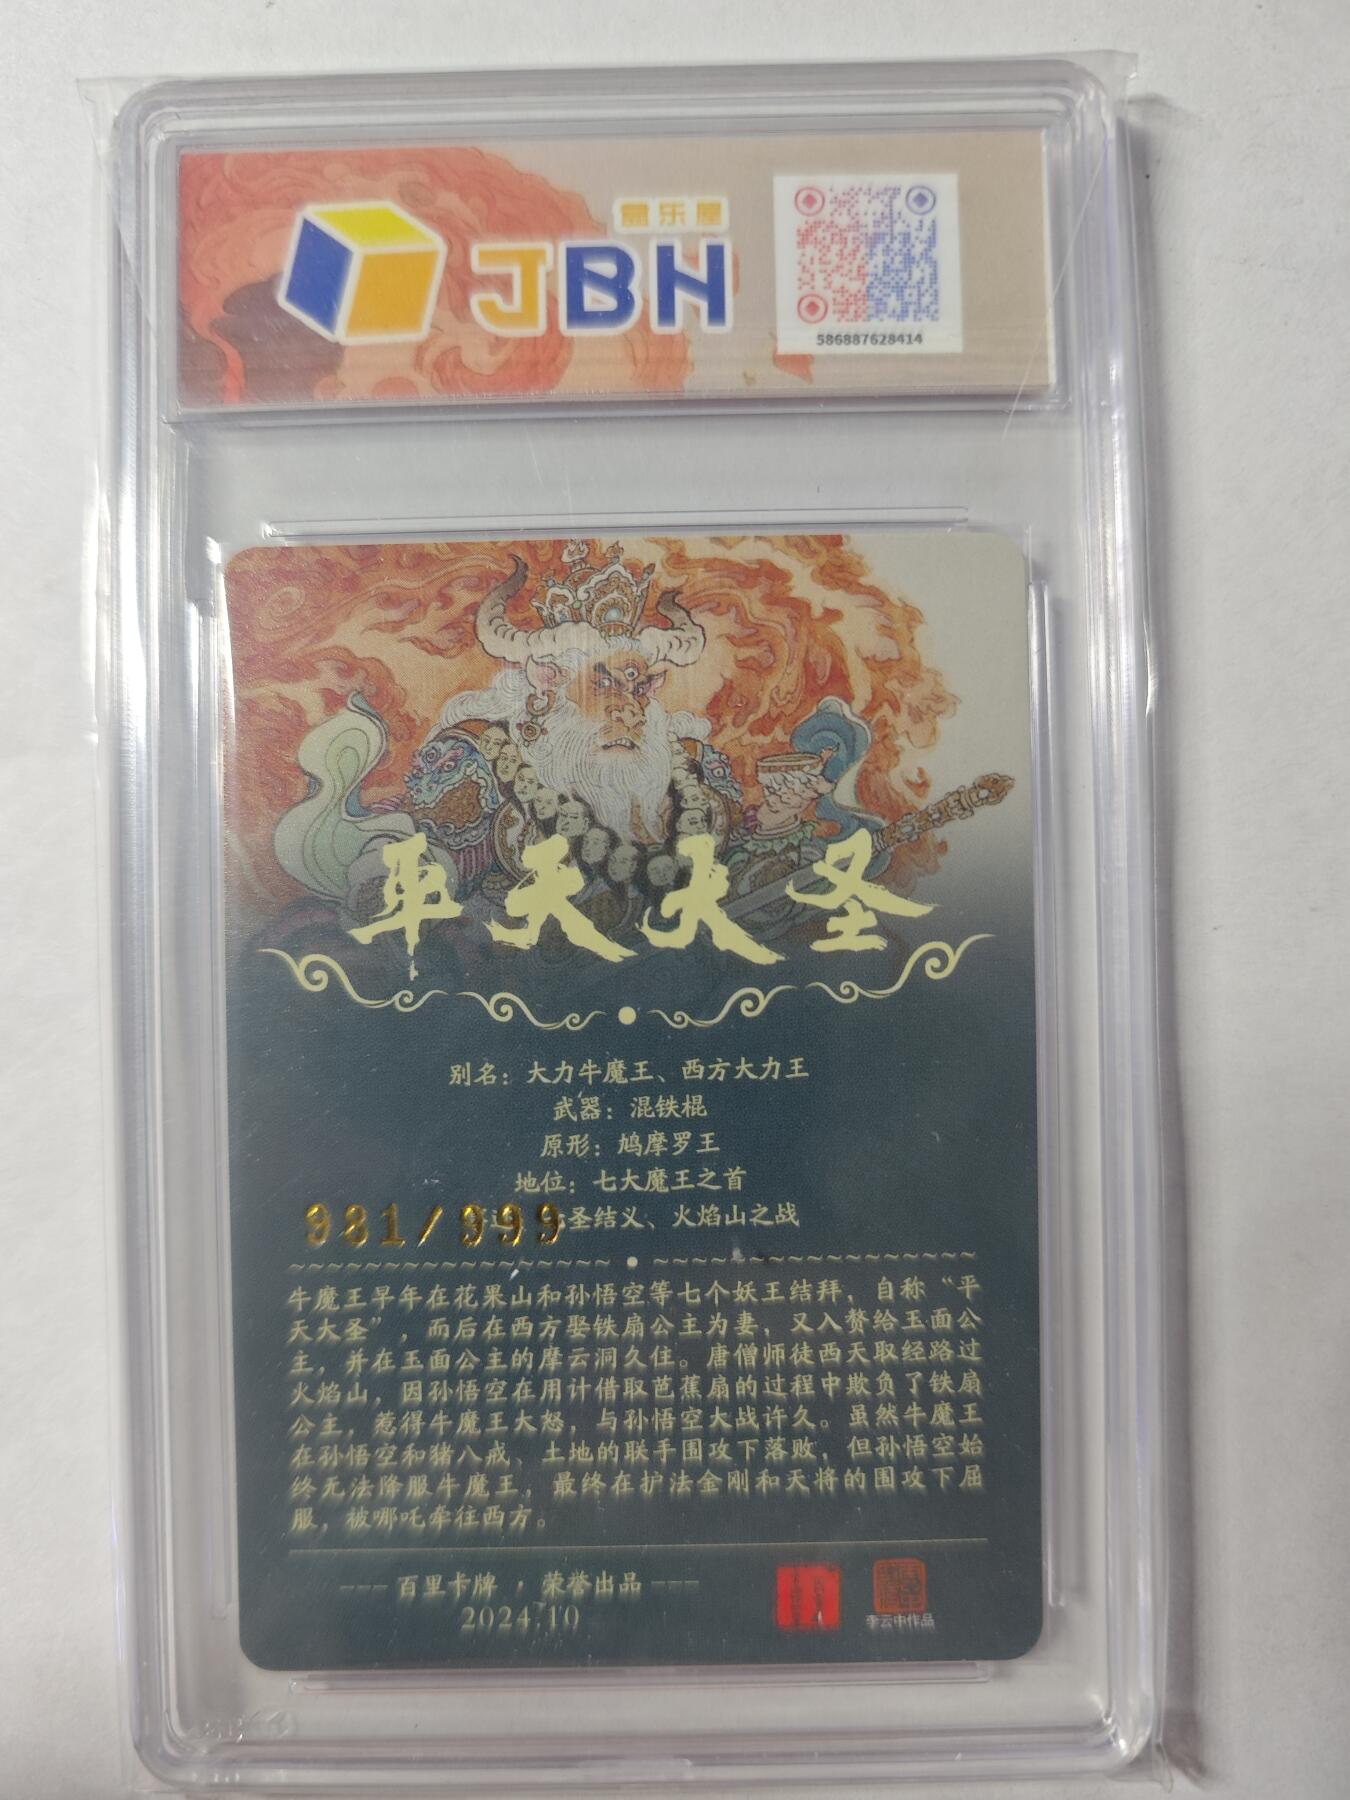 盒乐屋
JBH
586887628414
平天大圣
别名：大力牛魔王、西方大力王
武器：混铁棍
原形：鸠摩罗王
地位：七大魔王之首
圣结义、火焰山之战
981/999
牛魔王早年在花果山和孙悟空等七个妖王结拜，自称“平
天大圣”，而后在西方娶铁扇公主为妻，又入赘给玉面公
主，并在玉面公主的摩云洞久住。唐僧师徒西天取经路过
火焰山，因孙悟空在用计借取芭蕉扇的过程中欺负了铁扇
公主，惹得牛魔王大怒，与孙悟空大战许久。虽然牛魔王
在孙悟空和猪八戒、土地的联手围攻下落败，但孙悟空始
终无法降服牛魔王，最终在护法金刚和天将的围攻下屈
服，被哪吒牵往西方。
--- 百里卡牌 · 荣誉出品 ---
2024.10
李云中作品